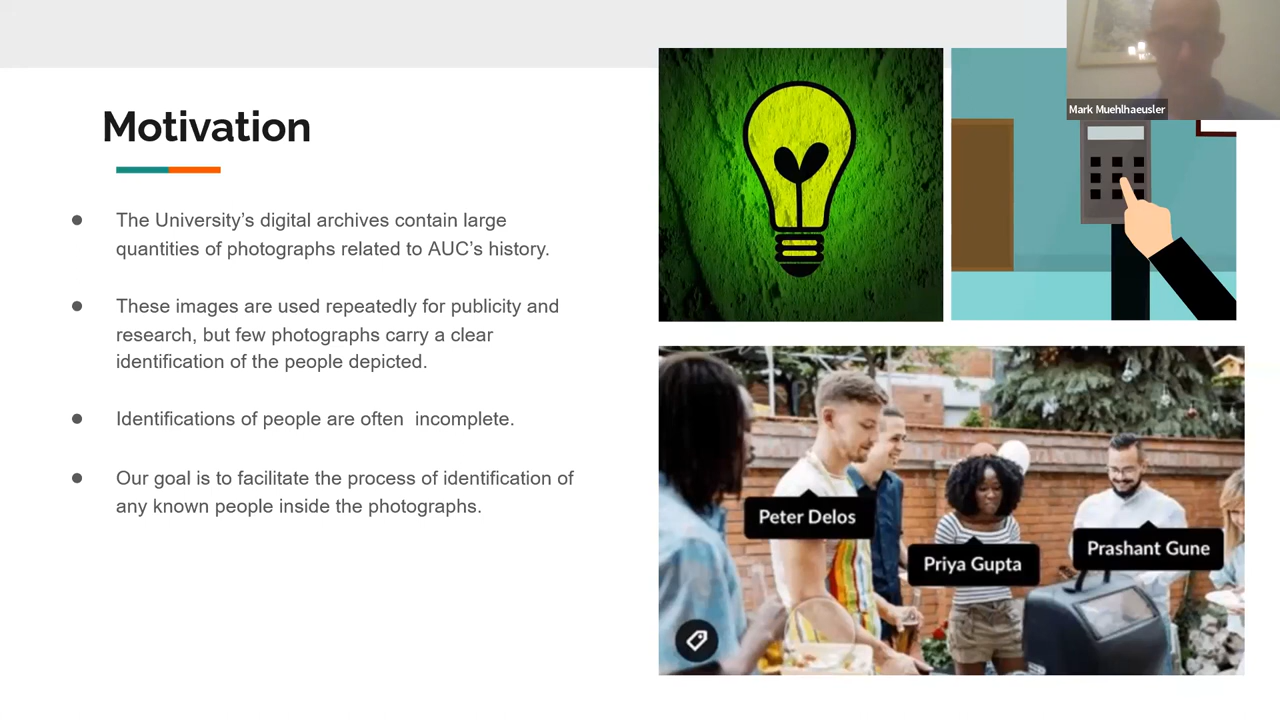 Mark Muehlhaeusler
Motivation
● The University’s digital archives contain large
quantities of photographs related to AUC’s history.
● These images are used repeatedly for publicity and
research, but few photographs carry a clear
identification of the people depicted.
● Identifications of people are often  incomplete.
● Our goal is to facilitate the process of identification of
any known people inside the photographs.
Peter Delos
Priya Gupta
Prashant Gune